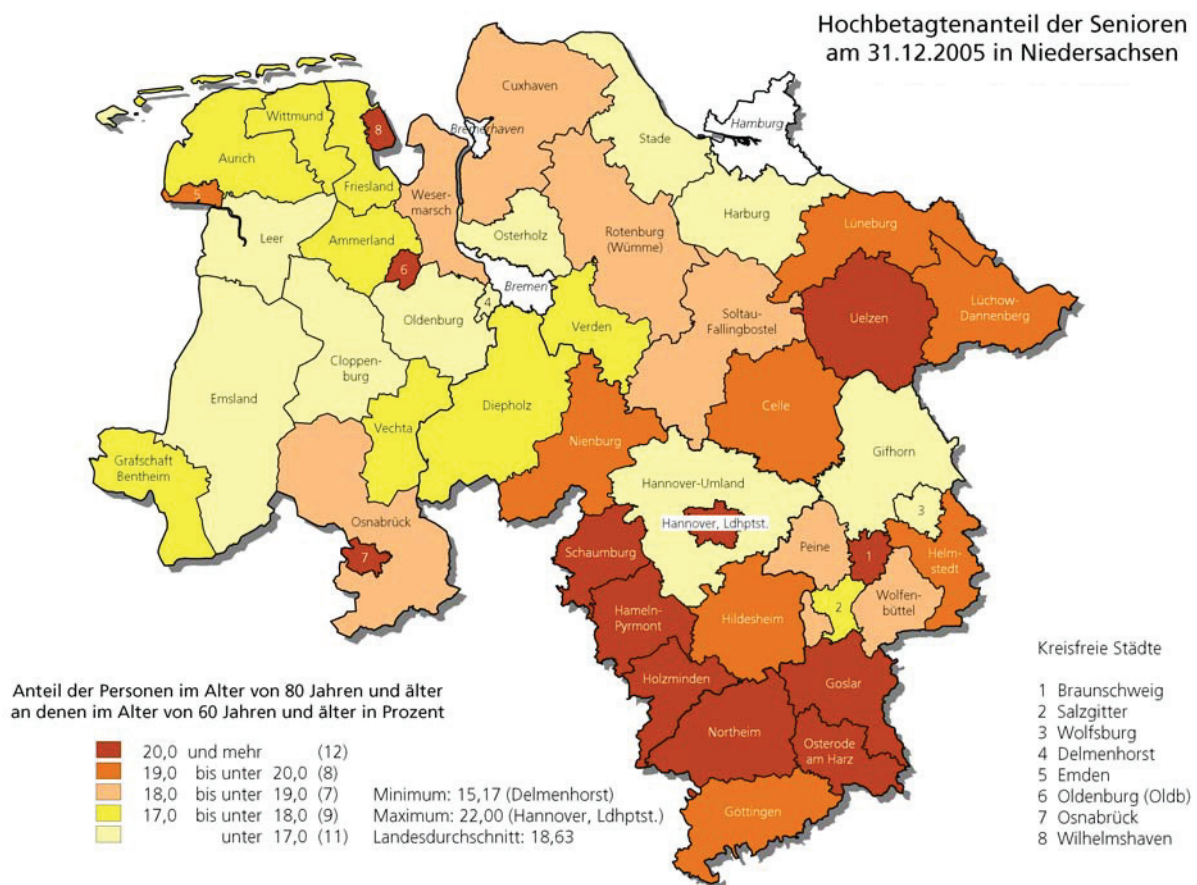 Hochbetagtenanteil der Senioren
am 31.12.2005 in Niedersachsen
Cuxhaven
Wittmund
8
Bremerhaven
Hamburg
Stade
Aurich
Friesland
Weser-
marsch
5
Harburg
Lüneburg
Leer
Ammerland
Osterholz
Rotenburg
(Wümme)
6
Bremen
4
Oldenburg
Verden
Soltau-
Fallingbostel
Uelzen
Lüchow-
Dannenberg
Cloppen-
burg
Emsland
Vechta
Diepholz
Celle
Nienburg
Gifhorn
Grafschaft
Bentheim
Hannover-Umland
3
Osnabrück
Hannover, Ldhptst.
7
Schaumburg
Peine
1
Helm-
stedt
Hameln-
Pyrmont
Hildesheim
2
Wolfen-
büttel
Holzminden
Goslar
Northeim
Osterode
am Harz
Göttingen
Anteil der Personen im Alter von 80 Jahren und älter
an denen im Alter von 60 Jahren und älter in Prozent
20,0 und mehr (12)
19,0 bis unter 20,0 (8)
18,0 bis unter 19,0 (7) Minimum: 15,17 (Delmenhorst)
17,0 bis unter 18,0 (9) Maximum: 22,00 (Hannover, Ldhptst.)
unter 17,0 (11) Landesdurchschnitt: 18,63
Kreisfreie Städte
1 Braunschweig
2 Salzgitter
3 Wolfsburg
4 Delmenhorst
5 Emden
6 Oldenburg (Oldb)
7 Osnabrück
8 Wilhelmshaven